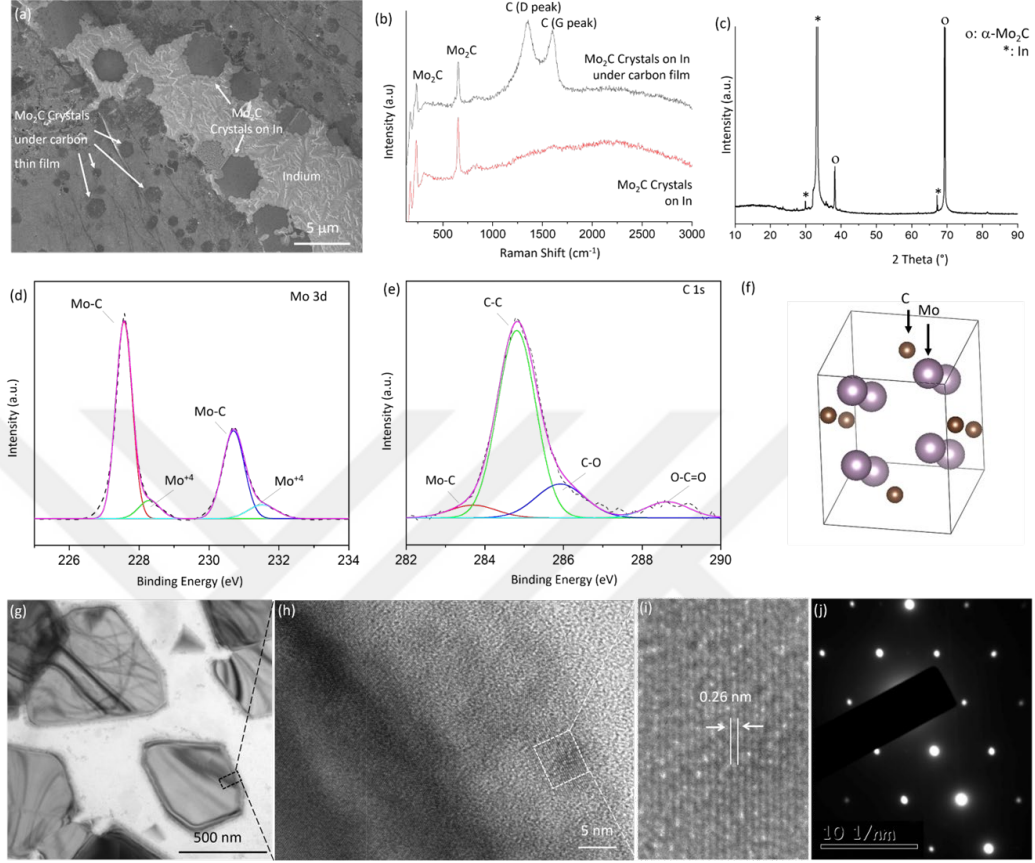 (a)
Mo₂C Crystals
under carbon
thin film
Mo₂C
Crystals on In
Indium
5 µm
(b)
C (D peak)
C (G peak)
Mo₂C
Mo₂C
Mo₂C Crystals on In
under carbon film
Mo₂C Crystals
on In
Intensity (a.u)
500 1000 1500 2000 2500 3000
Raman Shift (cm⁻¹)
(c)
*
o
o: α-Mo₂C
*: In
*
o
*
Intensity (a.u.)
10 20 30 40 50 60 70 80 90
2 Theta (°)
(d)
Mo 3d
Mo-C
Mo-C
Mo⁺⁴
Mo⁺⁴
Intensity (a.u.)
226 228 230 232 234
Binding Energy (eV)
(e)
C 1s
C-C
Mo-C
C-O
O-C=O
Intensity (a.u.)
282 284 286 288 290
Binding Energy (eV)
(f)
C
Mo
(g)
500 nm
(h)
5 nm
(i)
0.26 nm
(j)
10 1/nm